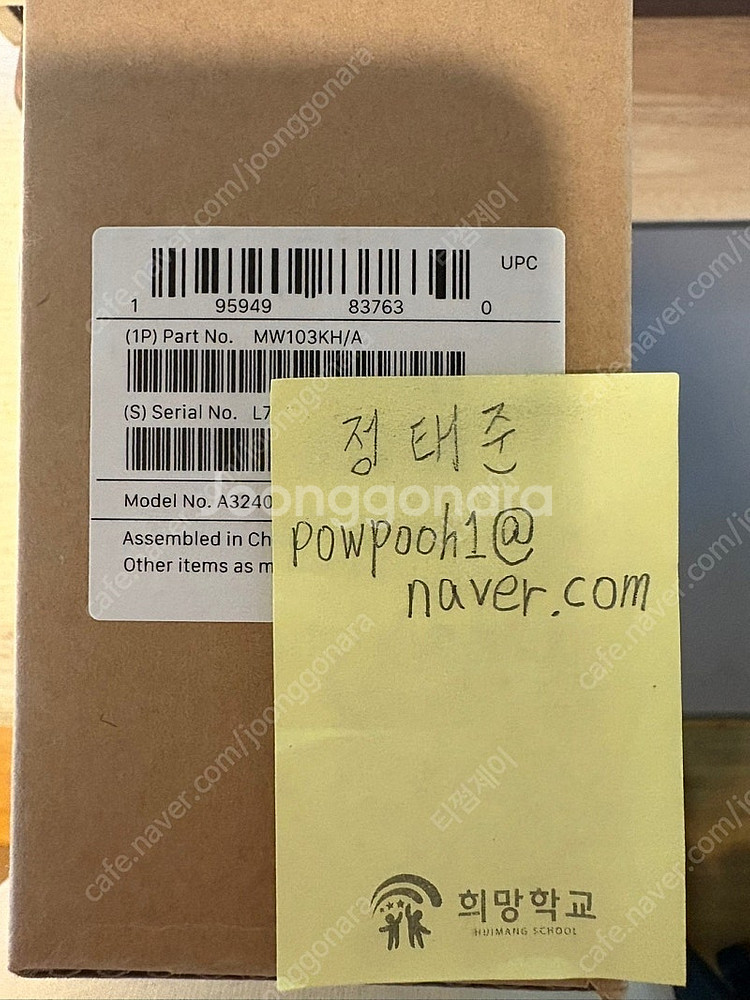 UPC
1 95949 83763 0
(1P) Part No. MW103KH/A
(S) Serial No. L7
Model No. A3240
Assembled in Ch
Other items as m
정태준
powpooh1@
naver.com
희망학교
HUIMANG SCHOOL
Joonggonara
cafe.naver.com/joonggonara
티찜제이